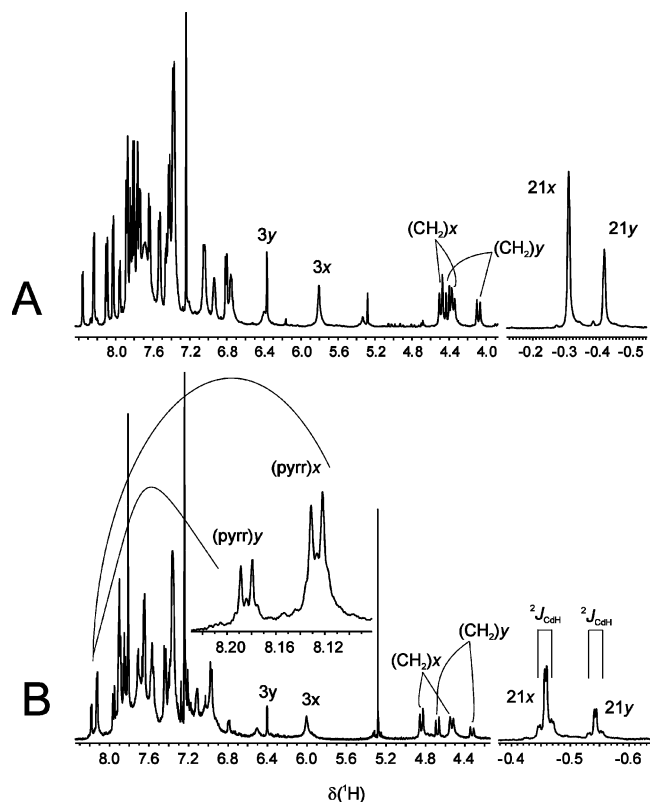 A
3y
3x
(CH₂)x
(CH₂)y
21x
21y
8.0 7.6 7.2 6.8 6.4 6.0 5.6 5.2 4.8 4.4 4.0
-0.2 -0.3 -0.4 -0.5
B
(pyrr)y
(pyrr)x
8.20 8.16 8.12
3y
3x
(CH₂)x
(CH₂)y
²J_CdH
²J_CdH
21x
21y
8.0 7.6 7.2 6.8 6.4 6.0 5.6 5.2 4.8 4.4
-0.4 -0.5 -0.6
δ(¹H)